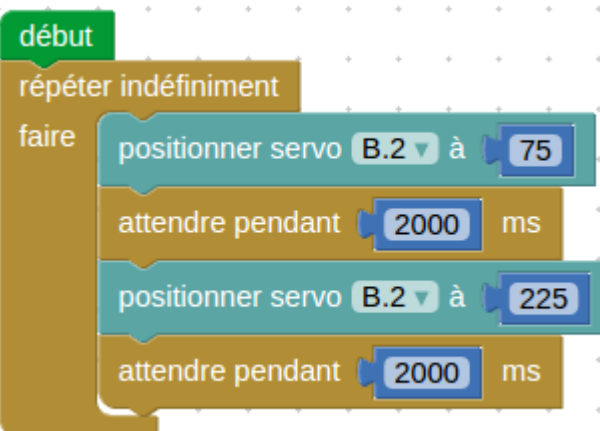 début
répéter indéfiniment
faire
positionner servo B.2 à 75
attendre pendant 2000 ms
positionner servo B.2 à 225
attendre pendant 2000 ms